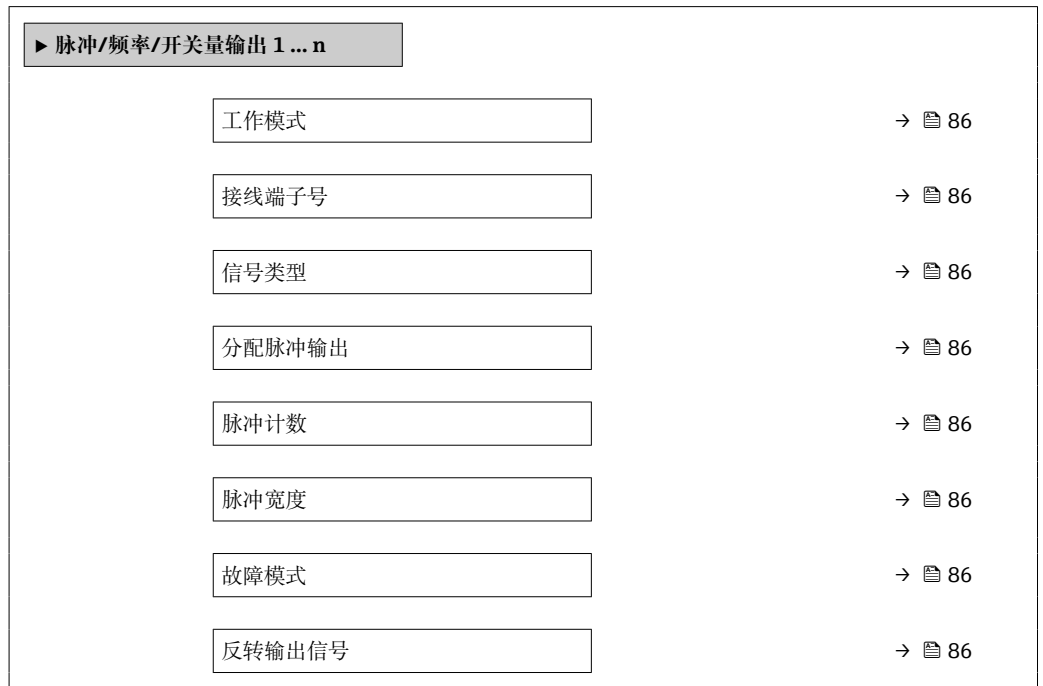 ▶ 脉冲/频率/开关量输出 1 … n
工作模式 → 86
接线端子号 → 86
信号类型 → 86
分配脉冲输出 → 86
脉冲计数 → 86
脉冲宽度 → 86
故障模式 → 86
反转输出信号 → 86